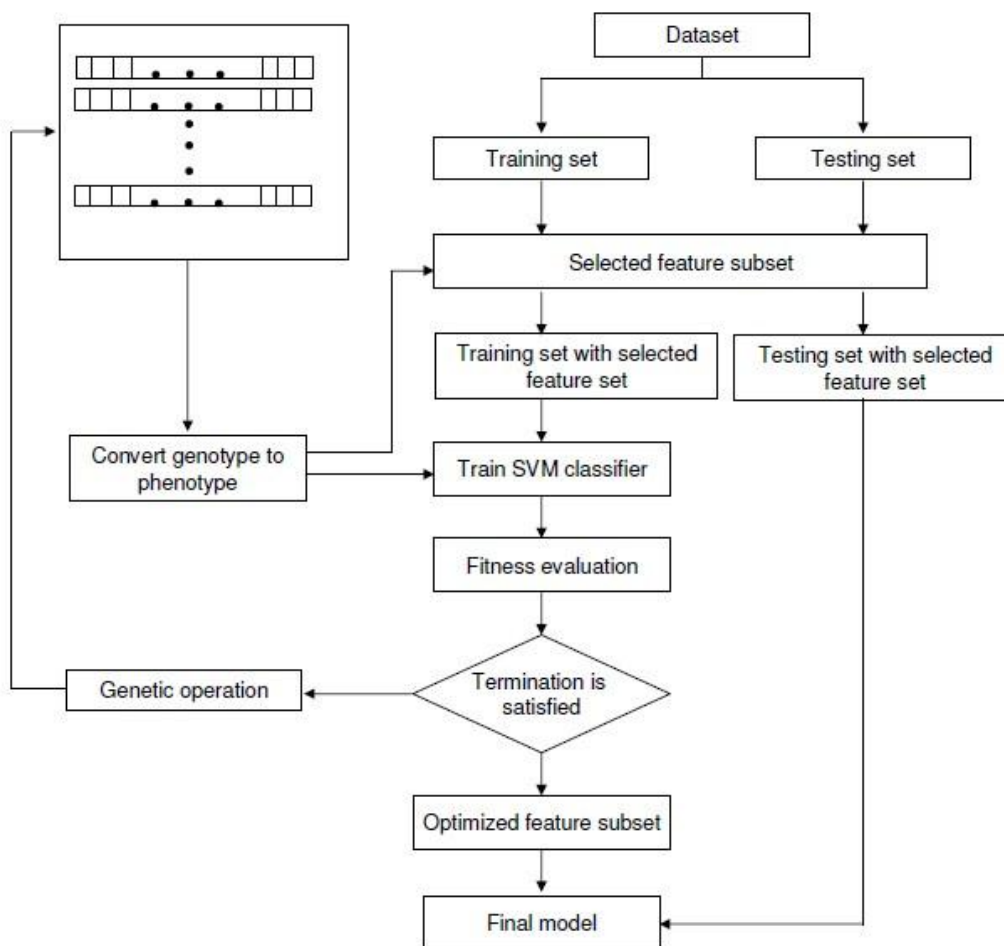 Dataset
Training set
Testing set
Selected feature subset
Training set with selected
feature set
Testing set with selected
feature set
Convert genotype to
phenotype
Train SVM classifier
Fitness evaluation
Termination is
satisfied
Genetic operation
Optimized feature subset
Final model